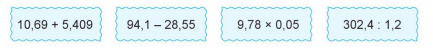 10,69 + 5,409
94,1 – 28,55
9,78 × 0,05
302,4 : 1,2